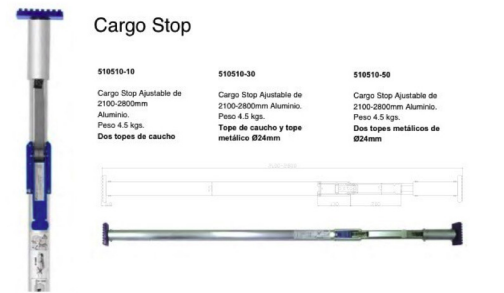 Cargo Stop
510510-10
Cargo Stop Ajustable de
2100-2800mm
Aluminio.
Peso 4.5 kgs.
Dos topes de caucho
510510-30
Cargo Stop Ajustable de
2100-2800mm Aluminio.
Peso 4.5 kgs.
Tope de caucho y tope
metálico Ø24mm
510510-50
Cargo Stop Ajustable de
2100-2800mm Aluminio.
Peso 4.5 kgs.
Dos topes metálicos de
Ø24mm